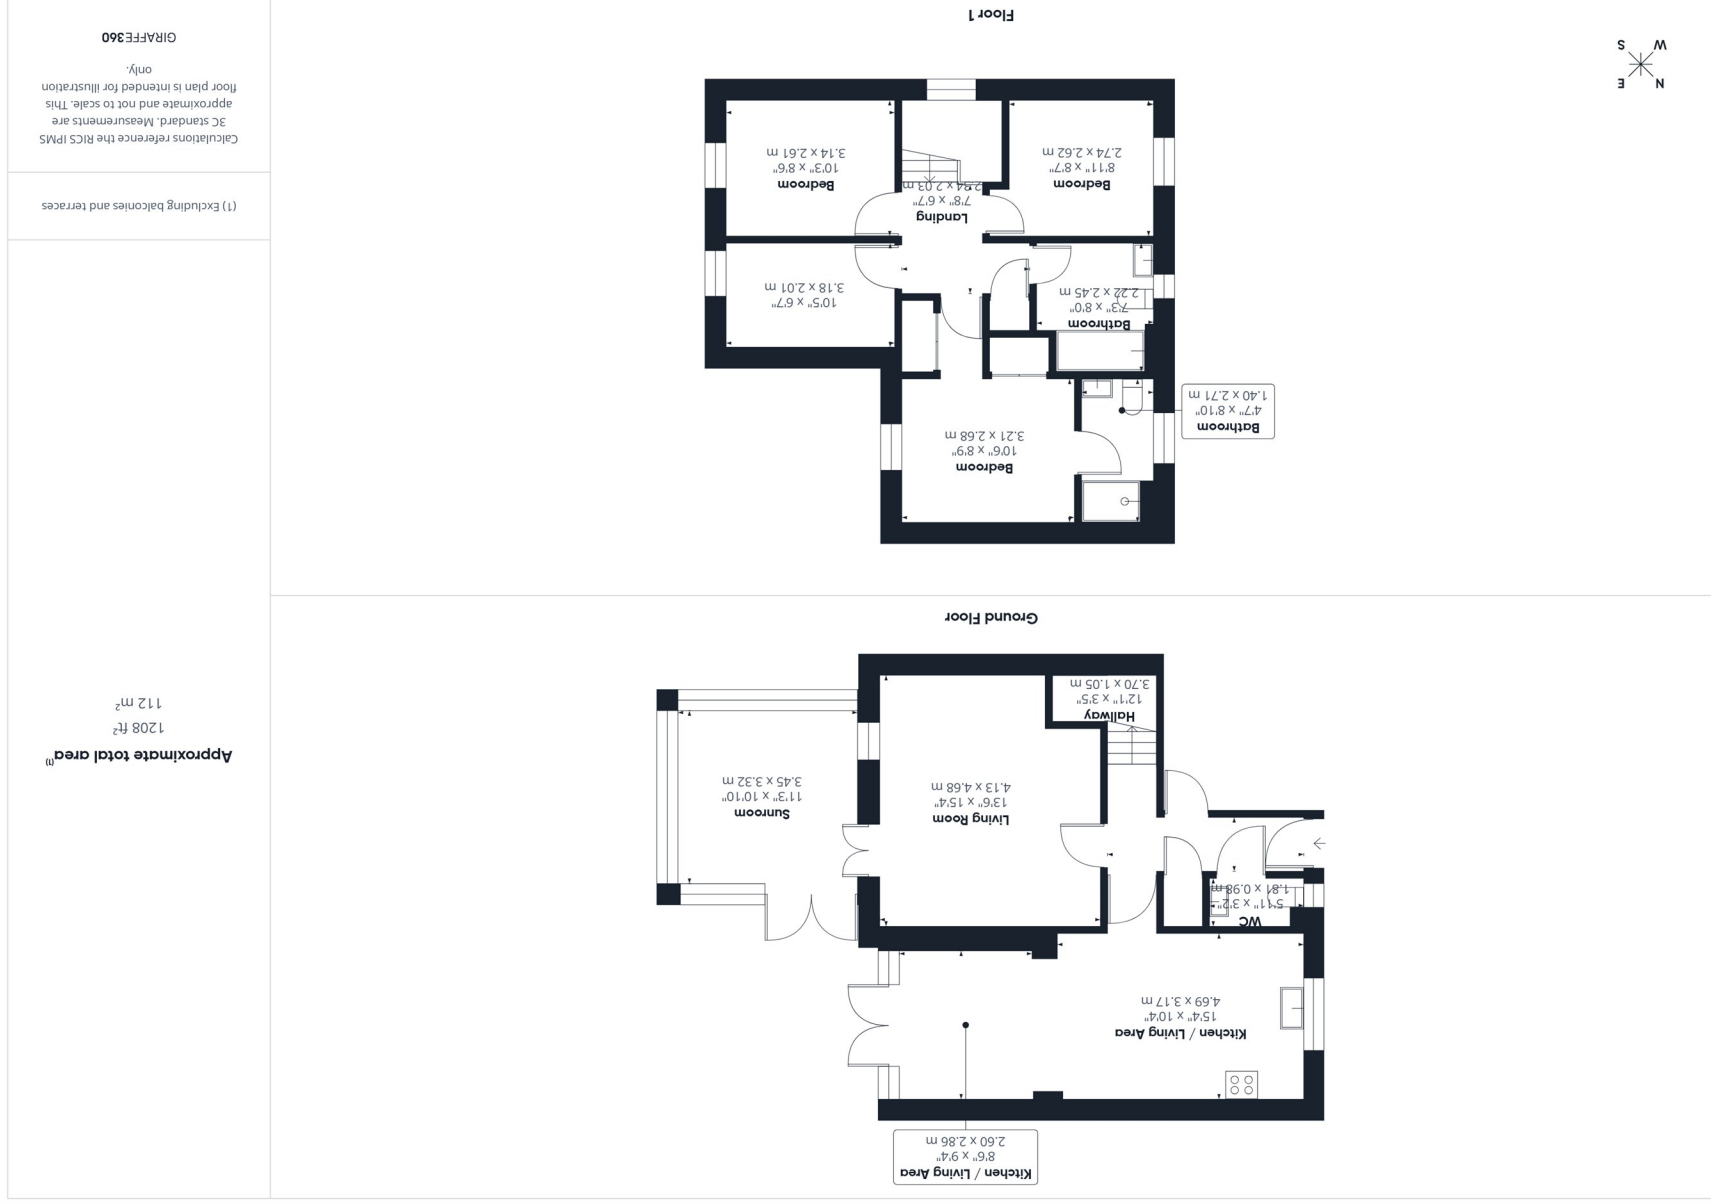 Kitchen / Living Area
8'6" x 9'4"
2.60 x 2.86 m
Kitchen / Living Area
15'4" x 10'4"
4.69 x 3.17 m
WC
5'11" x 3'2"
1.81 x 0.98 m
Living Room
13'6" x 15'4"
4.13 x 4.68 m
Sunroom
11'3" x 10'10"
3.45 x 3.32 m
Hallway
12'1" x 3'5"
3.70 x 1.05 m
Ground Floor
Approximate total area(1)
1208 ft²
112 m²
Bedroom
10'6" x 8'9"
3.21 x 2.68 m
Bathroom
4'7" x 8'10"
1.40 x 2.71 m
Bathroom
7'3" x 8'0"
2.22 x 2.45 m
10'5" x 6'7"
3.18 x 2.01 m
Landing
7'8" x 6'7"
2.34 x 2.03 m
Bedroom
8'11" x 8'7"
2.74 x 2.62 m
Bedroom
10'3" x 8'6"
3.14 x 2.61 m
Floor 1
N E
W S
(1) Excluding balconies and terraces
Calculations reference the RICS IPMS
3C standard. Measurements are
approximate and not to scale. This
floor plan is intended for illustration
only.
GIRAFFE360